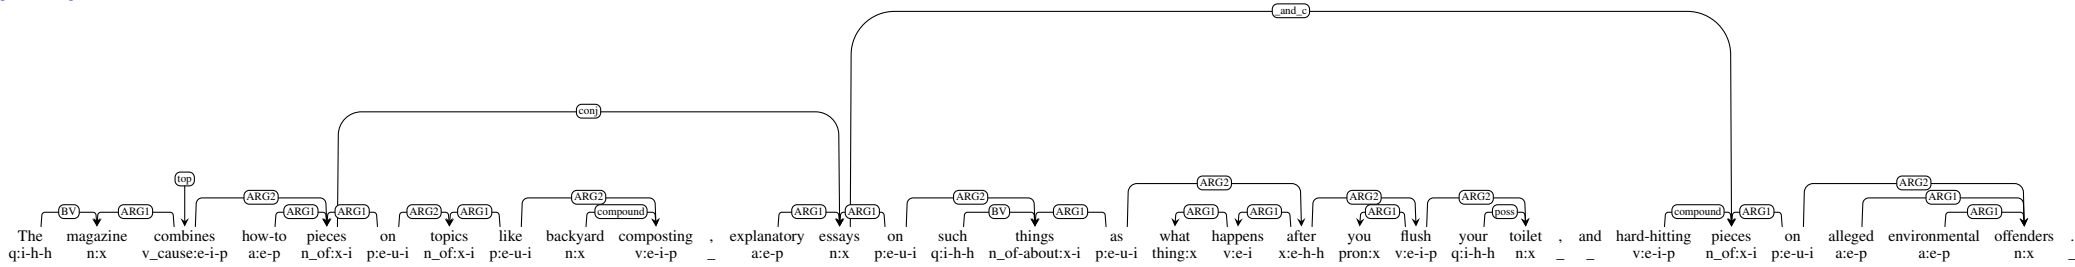 _and_c
conj
top
ARG2 ARG2 ARG2 ARG2 ARG2 ARG2 ARG2 ARG1
BV ARG1 ARG1 ARG1 ARG2 ARG1 compound ARG1 ARG1 BV ARG1 ARG1 ARG1 ARG1 poss compound ARG1 ARG1
The magazine combines how-to pieces on topics like backyard composting , explanatory essays on such things as what happens after you flush your toilet , and hard-hitting pieces on alleged environmental offenders .
q:i-h-h n:x v_cause:e-i-p a:e-p n_of:x-i p:e-u-i n_of:x-i p:e-u-i n:x v:e-i-p _ a:e-p n:x p:e-u-i q:i-h-h n_of-about:x-i p:e-u-i thing:x v:e-i x:e-h-h pron:x v:e-i-p q:i-h-h n:x _ _ v:e-i-p n_of:x-i p:e-u-i a:e-p a:e-p n:x _